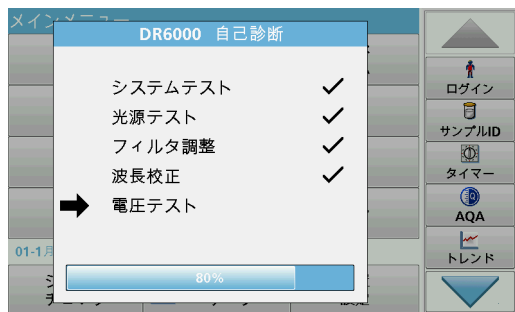 メインメニュー
DR6000 自己診断
システムテスト
光源テスト
フィルタ調整
波長校正
電圧テスト
80%
01-1月
ログイン
サンプルID
タイマー
AQA
トレンド